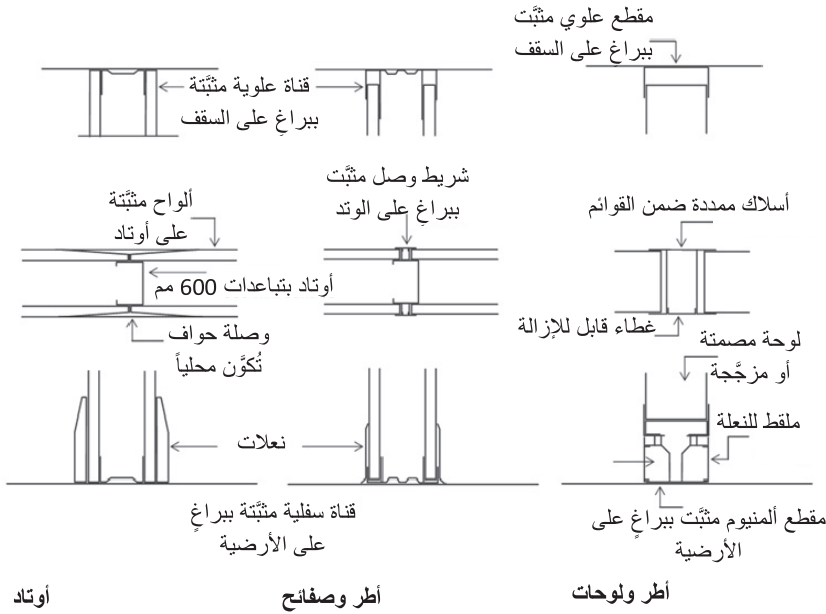 مقطع علوي مثبَّت
ببراغٍ على السقف
قناة علوية مثبَّتة
ببراغٍ على السقف
شريط وصل مثبَّت
ببراغٍ على الوتد
ألواح مثبَّتة
على أوتاد
أسلاك ممددة ضمن القوائم
أوتاد بتباعدات 600 مم
غطاء قابل للإزالة
وصلة حواف
تُكوَّن محلياً
لوحة مصمتة
أو مزجَّجة
ملقط للنعلة
نعلات
قناة سفلية مثبَّتة ببراغٍ
على الأرضية
مقطع ألمنيوم مثبَّت ببراغٍ على
الأرضية
أطر ولوحات
أطر وصفائح
أوتاد